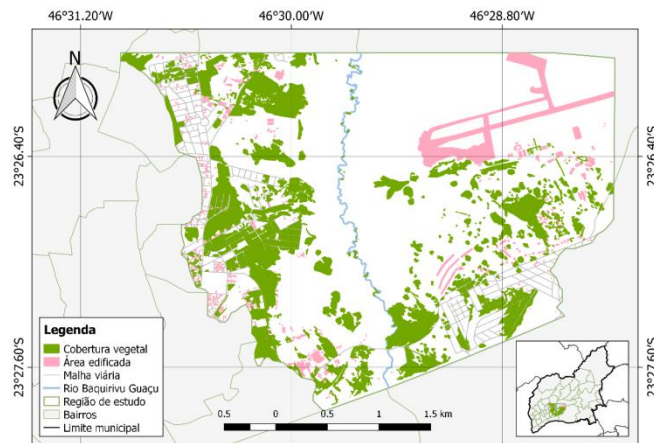 46°31.20'W 46°30.00'W 46°28.80'W
N
23°26.40'S 23°26.40'S
Legenda
Cobertura vegetal
Área edificada
Malha viária
Rio Baquirivu Guaçu
Região de estudo
Bairros
Limite municipal
23°27.60'S 23°27.60'S
0.5 0 0.5 1 1.5 km